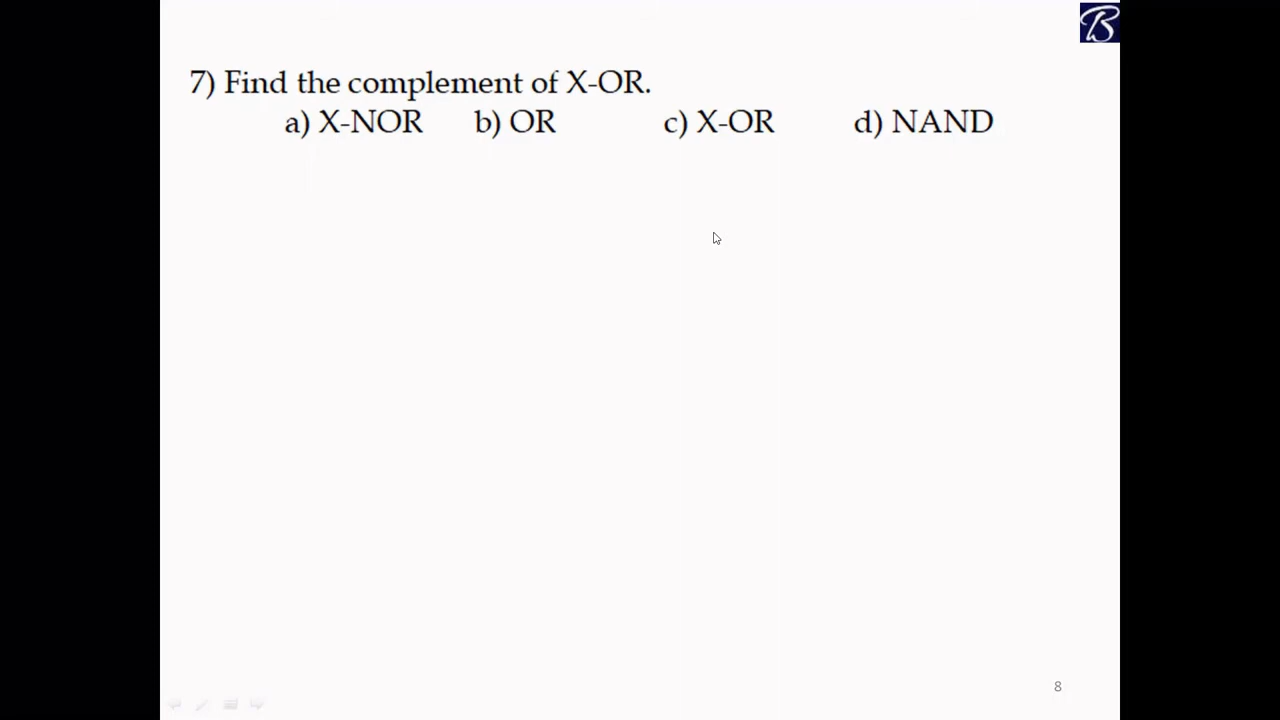 B
7) Find the complement of X-OR.
a) X-NOR b) OR c) X-OR d) NAND
8